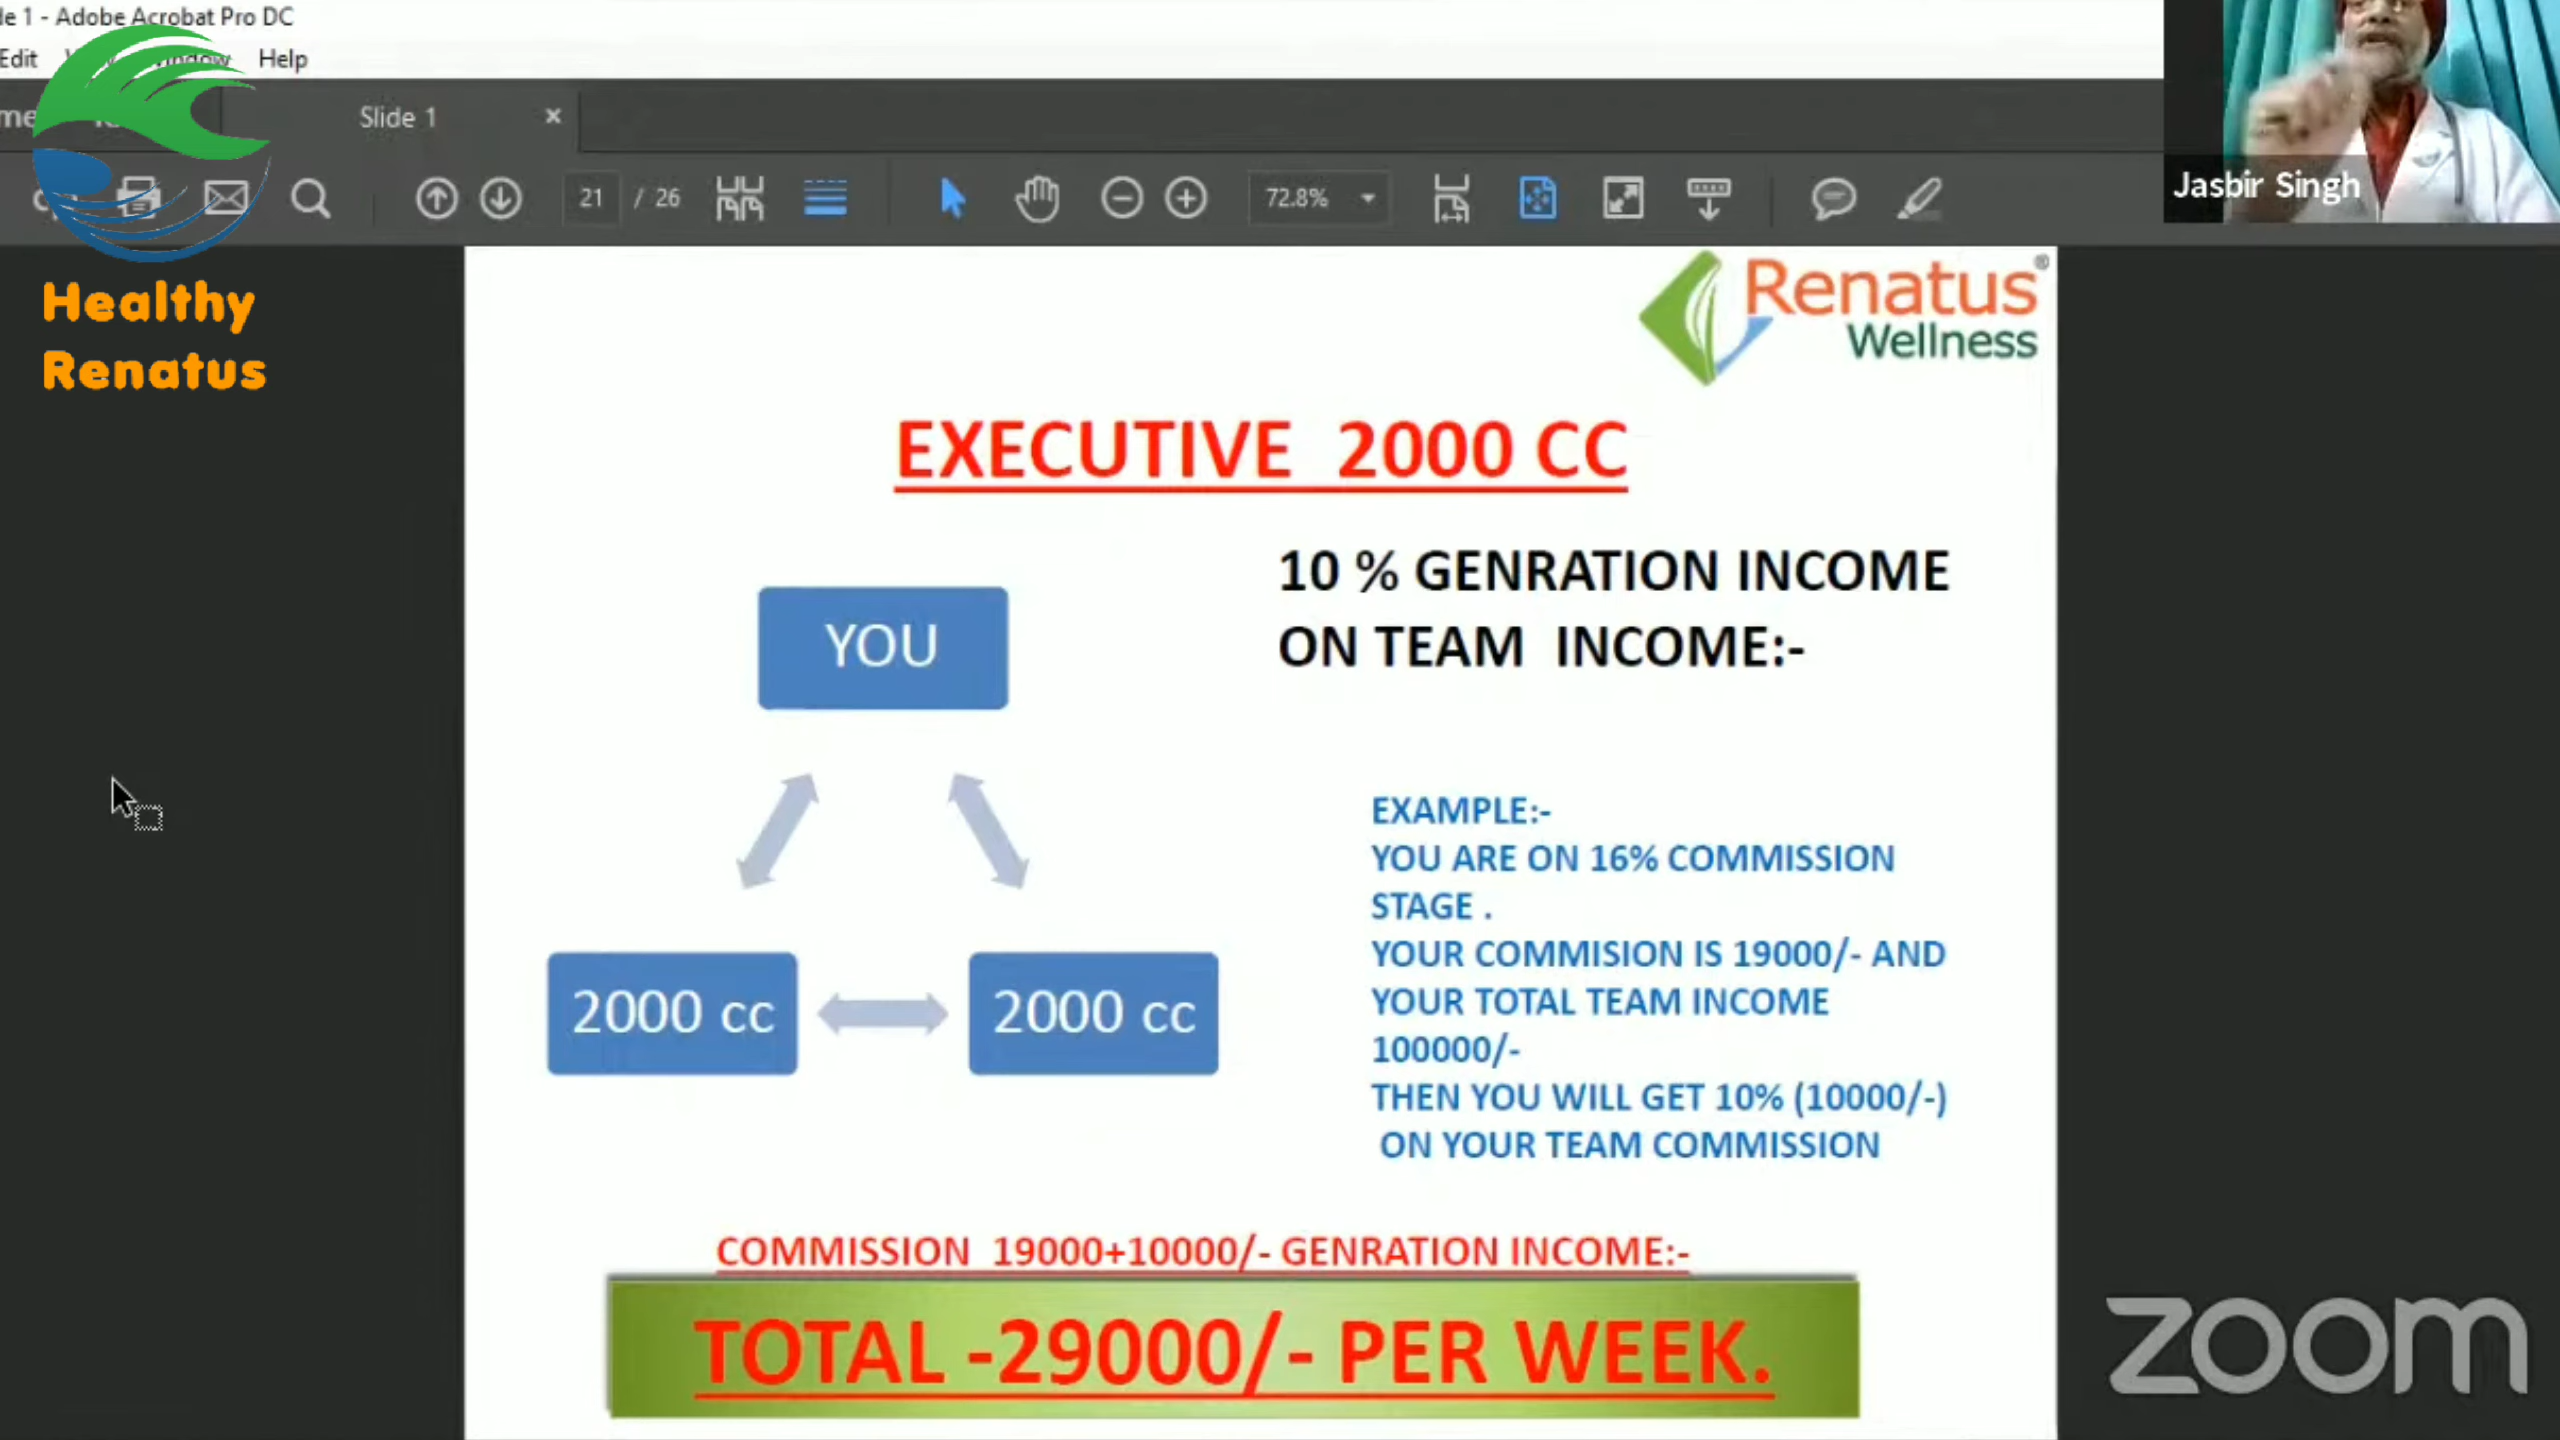 de 1 - Adobe Acrobat Pro DC
Edit Window Help
Slide 1
21 / 26
72.8%
Jasbir Singh
Healthy
Renatus
Renatus®
Wellness
EXECUTIVE 2000 CC
10 % GENRATION INCOME
ON TEAM INCOME:-
YOU
2000 cc 2000 cc
EXAMPLE:-
YOU ARE ON 16% COMMISSION
STAGE .
YOUR COMMISION IS 19000/- AND
YOUR TOTAL TEAM INCOME
100000/-
THEN YOU WILL GET 10% (10000/-)
ON YOUR TEAM COMMISSION
COMMISSION 19000+10000/- GENRATION INCOME:-
TOTAL -29000/- PER WEEK.
zoom